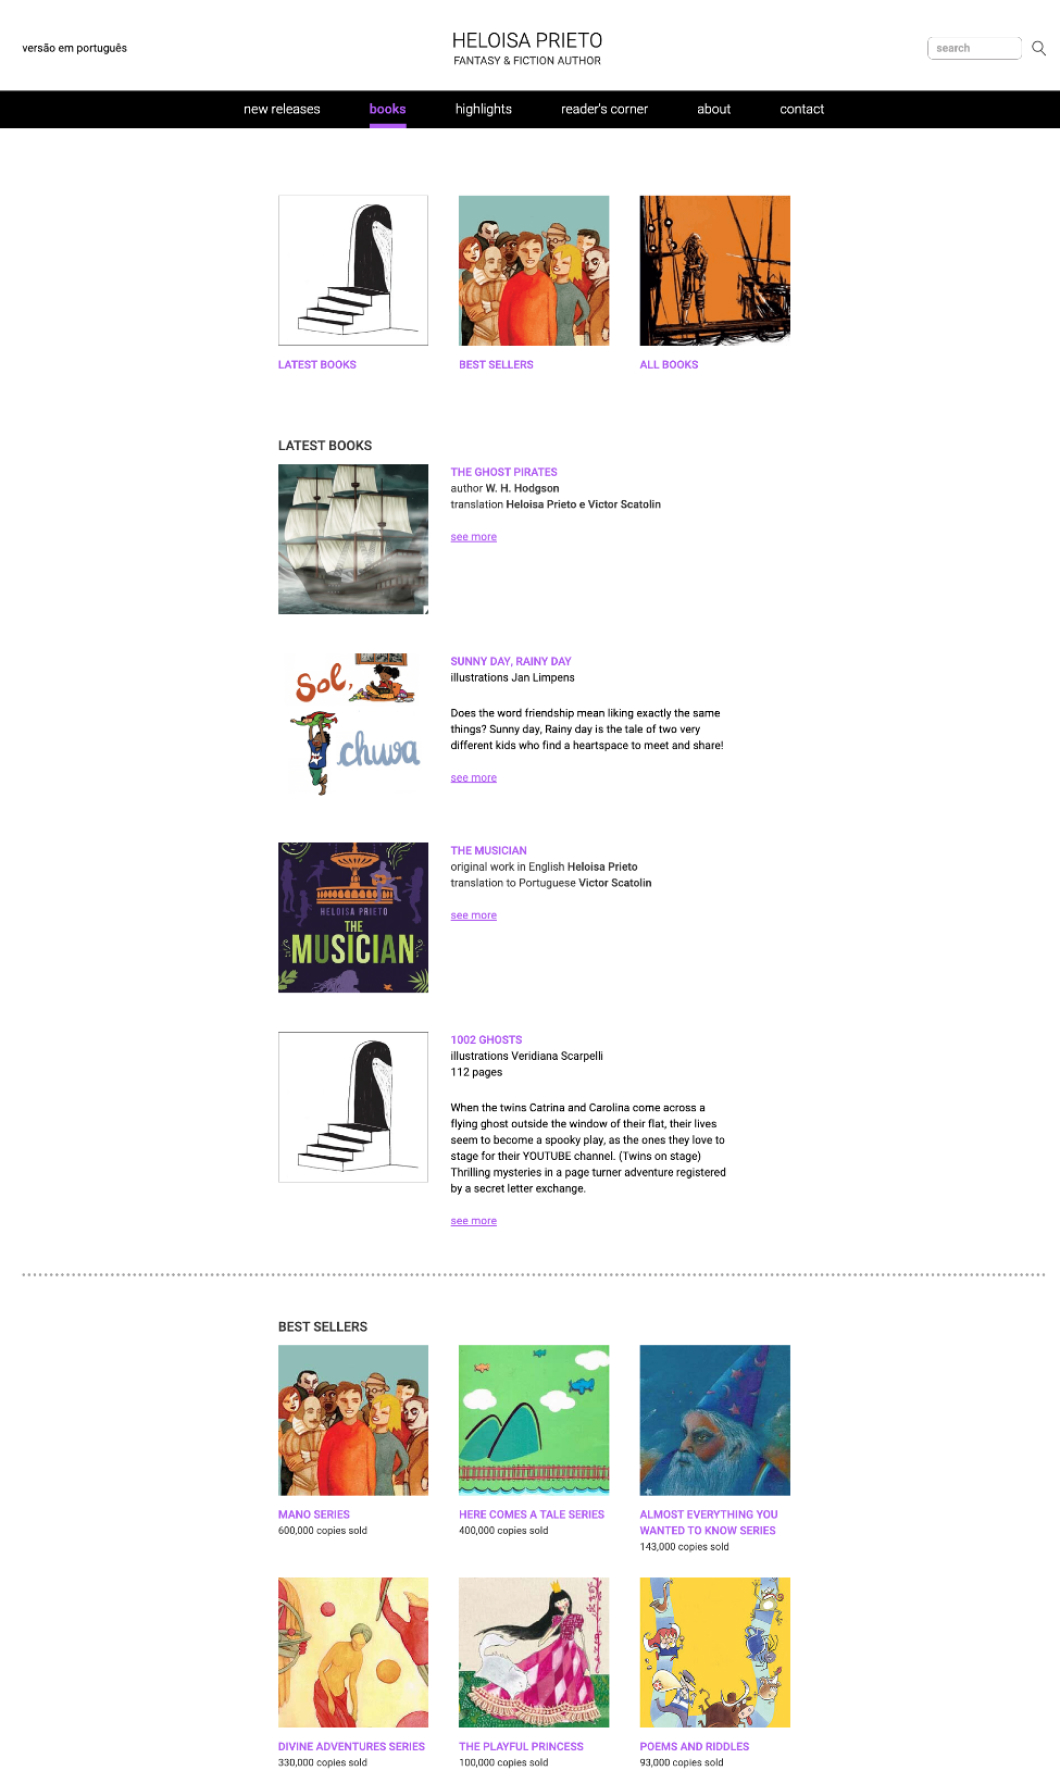 versão em português
HELOISA PRIETO
FANTASY & FICTION AUTHOR
search
new releases
books
highlights
reader's corner
about
contact
LATEST BOOKS
BEST SELLERS
ALL BOOKS
LATEST BOOKS
THE GHOST PIRATES
author W. H. Hodgson
translation Heloisa Prieto e Victor Scatolin
see more
Sol,
chuva
SUNNY DAY, RAINY DAY
illustrations Jan Limpens
Does the word friendship mean liking exactly the same
things? Sunny day, Rainy day is the tale of two very
different kids who find a heartspace to meet and share!
see more
HELOISA PRIETO
THE
MUSICIAN
THE MUSICIAN
original work in English Heloisa Prieto
translation to Portuguese Victor Scatolin
see more
1002 GHOSTS
illustrations Veridiana Scarpelli
112 pages
When the twins Catrina and Carolina come across a
flying ghost outside the window of their flat, their lives
seem to become a spooky play, as the ones they love to
stage for their YOUTUBE channel. (Twins on stage)
Thrilling mysteries in a page turner adventure registered
by a secret letter exchange.
see more
BEST SELLERS
MANO SERIES
600,000 copies sold
HERE COMES A TALE SERIES
400,000 copies sold
ALMOST EVERYTHING YOU
WANTED TO KNOW SERIES
143,000 copies sold
DIVINE ADVENTURES SERIES
330,000 copies sold
THE PLAYFUL PRINCESS
100,000 copies sold
POEMS AND RIDDLES
93,000 copies sold